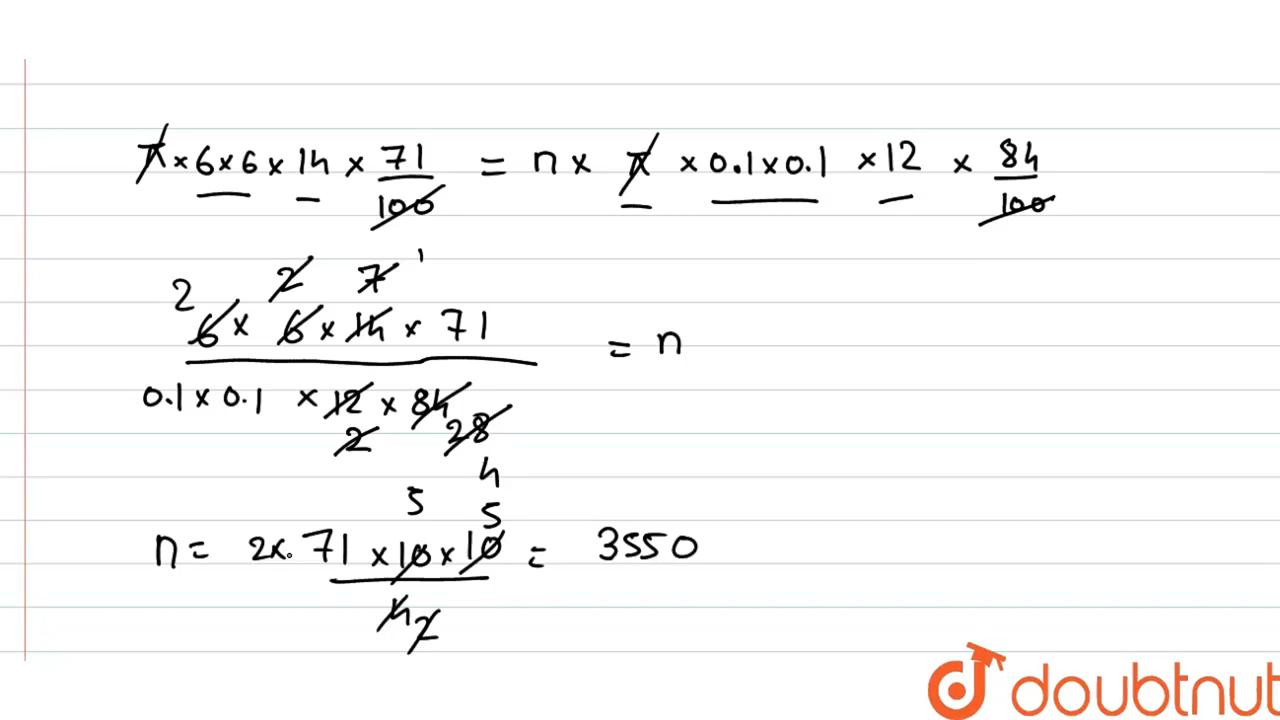 π × 6 × 6 × 14 × 71/100 = n × π × 0.1 × 0.1 × 12 × 84/100
2 2 7 1
6 × 6 × 14 × 71
= n
0.1 × 0.1 × 12 × 84
2 28
4
5 5
n = 2×. 71 × 10 × 10 = 3550
4 2
doubtnut